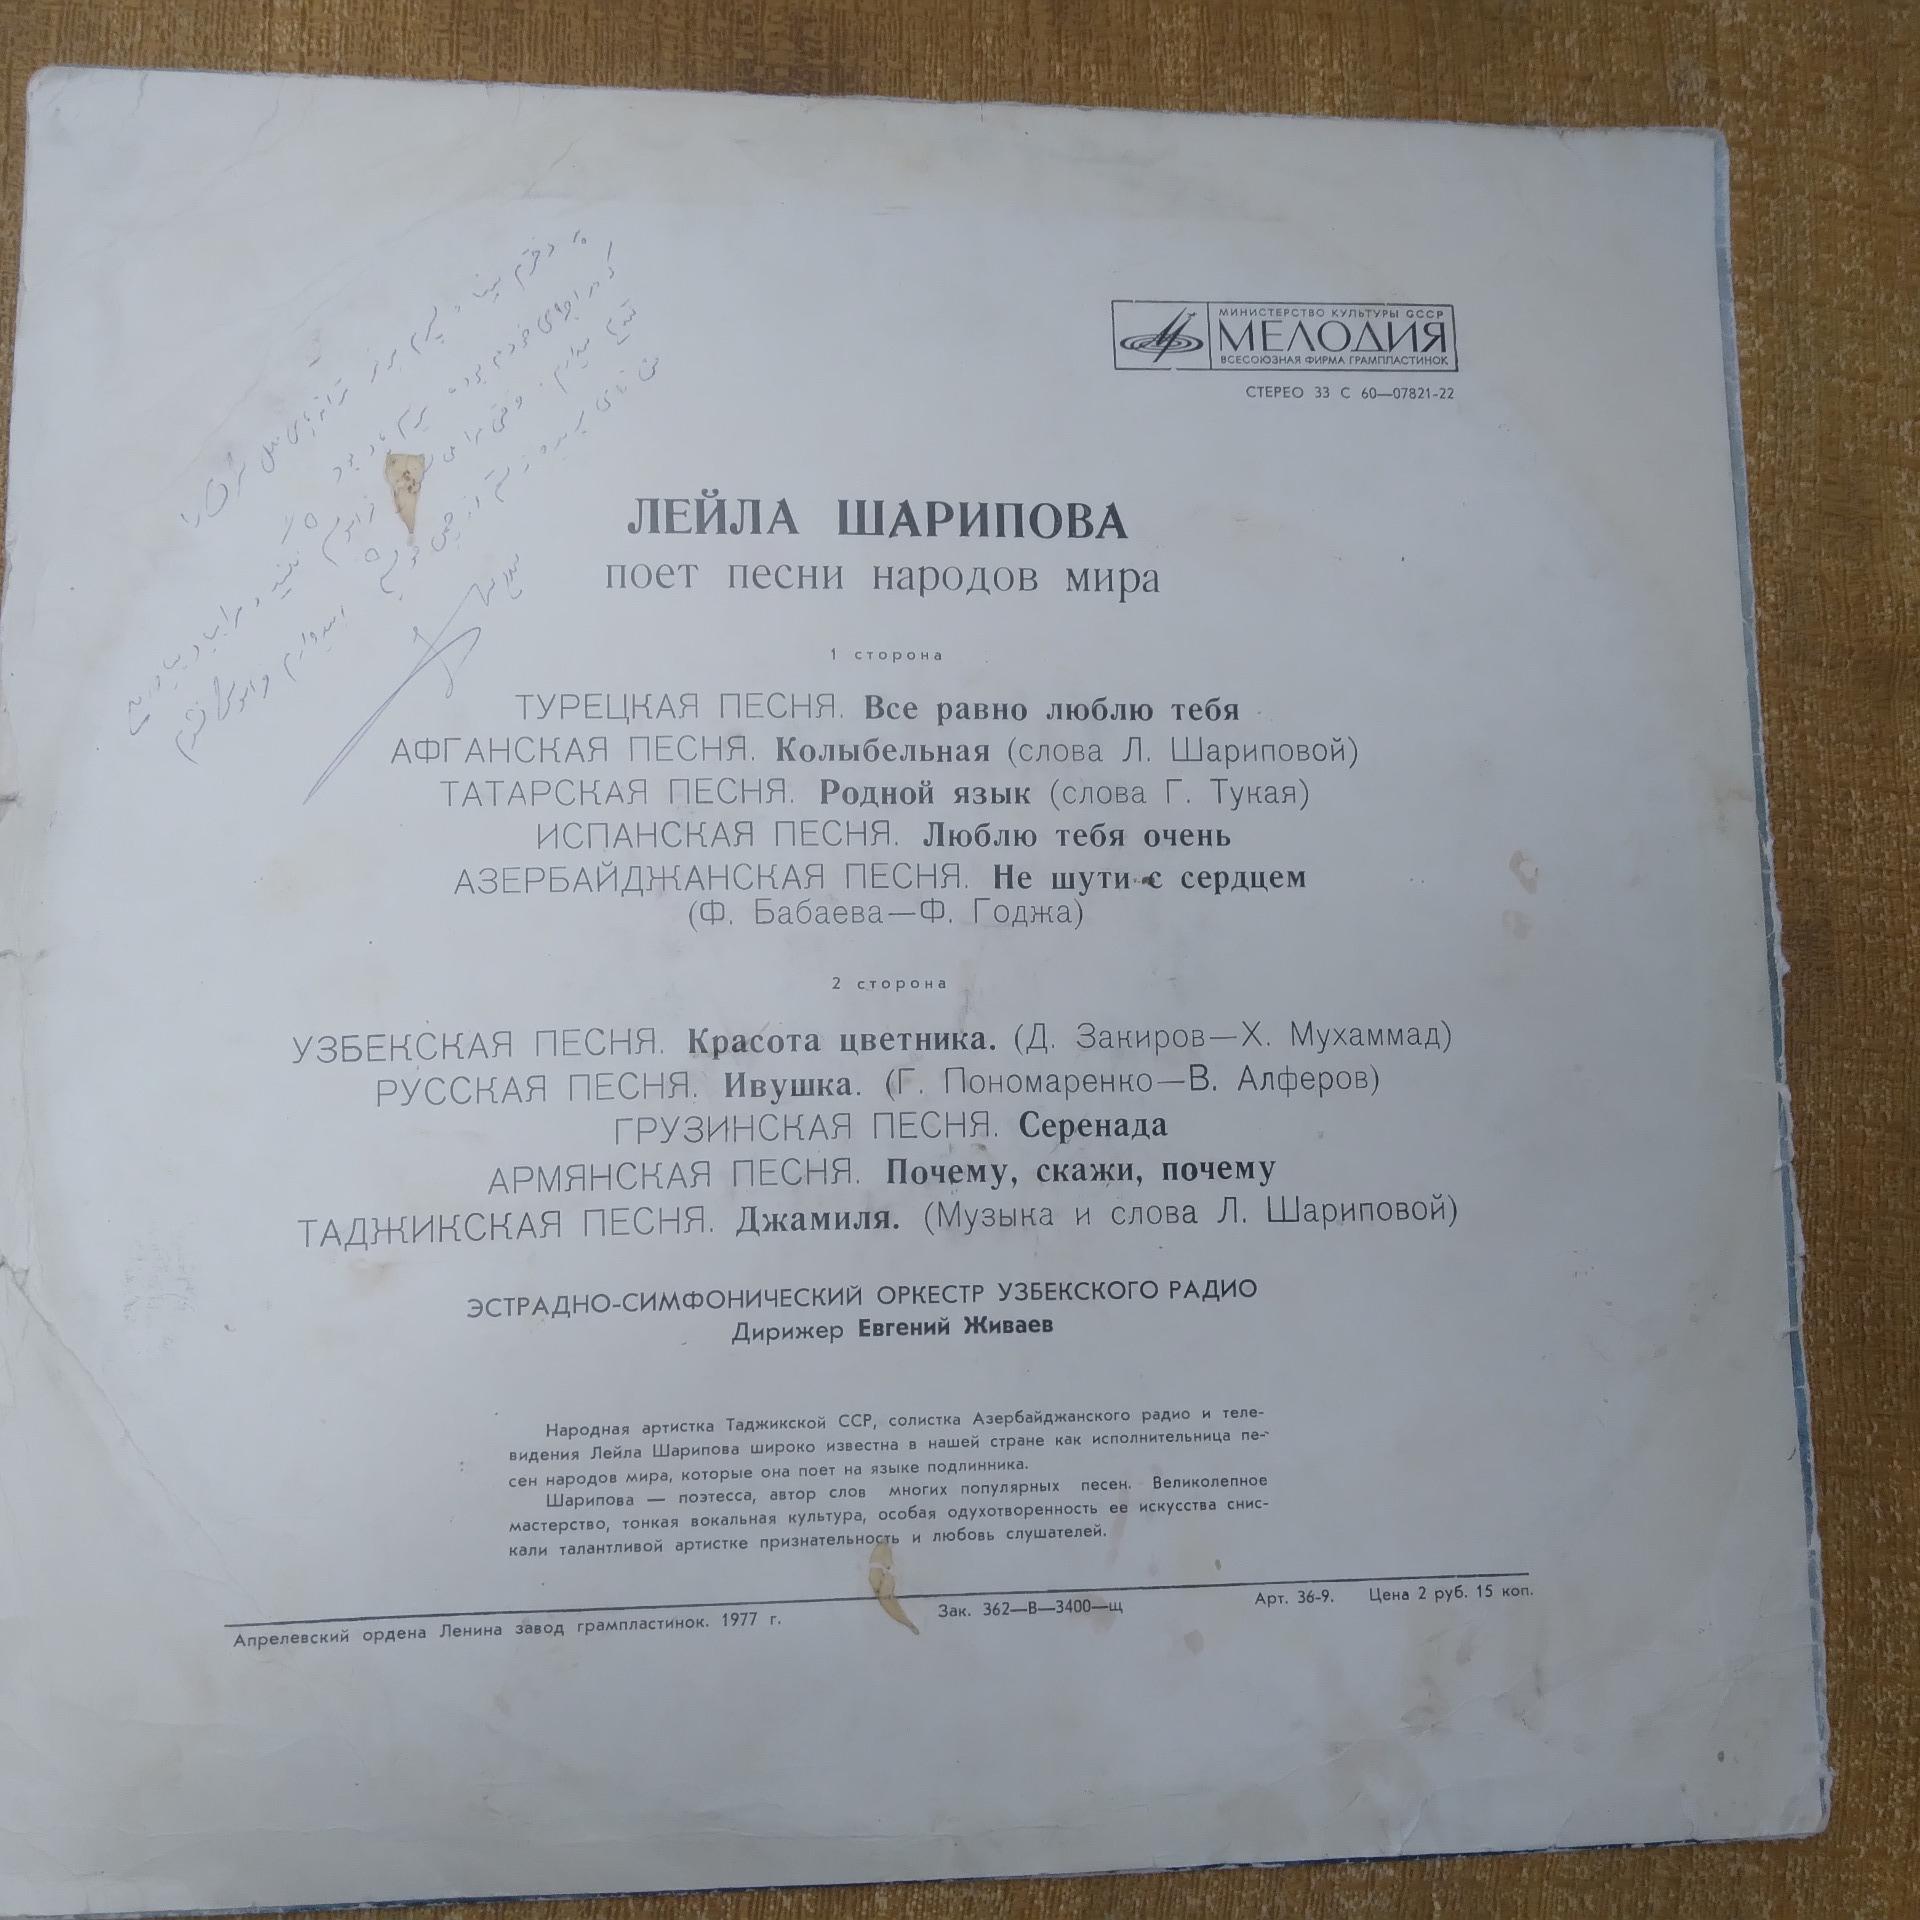 به دخترم
МИНИСТЕРСТВО КУЛЬТУРЫ СССР
МЕЛОДИЯ
ВСЕСОЮЗНАЯ ФИРМА ГРАМПЛАСТИНОК
СТЕРЕО 33 С 60—07821-22
ЛЕЙЛА ШАРИПОВА
поет песни народов мира
1 сторона
ТУРЕЦКАЯ ПЕСНЯ. Все равно люблю тебя
АФГАНСКАЯ ПЕСНЯ. Колыбельная (слова Л. Шариповой)
ТАТАРСКАЯ ПЕСНЯ. Родной язык (слова Г. Тукая)
ИСПАНСКАЯ ПЕСНЯ. Люблю тебя очень
АЗЕРБАЙДЖАНСКАЯ ПЕСНЯ. Не шути с сердцем
(Ф. Бабаева—Ф. Годжа)
2 сторона
УЗБЕКСКАЯ ПЕСНЯ. Красота цветника. (Д. Закиров—Х. Мухаммад)
РУССКАЯ ПЕСНЯ. Ивушка. (Г. Пономаренко—В. Алферов)
ГРУЗИНСКАЯ ПЕСНЯ. Серенада
АРМЯНСКАЯ ПЕСНЯ. Почему, скажи, почему
ТАДЖИКСКАЯ ПЕСНЯ. Джамиля. (Музыка и слова Л. Шариповой)
ЭСТРАДНО-СИМФОНИЧЕСКИЙ ОРКЕСТР УЗБЕКСКОГО РАДИО
Дирижер Евгений Живаев
Народная артистка Таджикской ССР, солистка Азербайджанского радио и теле-
видения Лейла Шарипова широко известна в нашей стране как исполнительница пе-
сен народов мира, которые она поет на языке подлинника.
Шарипова — поэтесса, автор слов многих популярных песен. Великолепное
мастерство, тонкая вокальная культура, особая одухотворенность ее искусства снис-
кали талантливой артистке признательность и любовь слушателей.
Апрелевский ордена Ленина завод грампластинок. 1977 г. Зак. 362—В—3400—щ Арт. 36-9. Цена 2 руб. 15 коп.